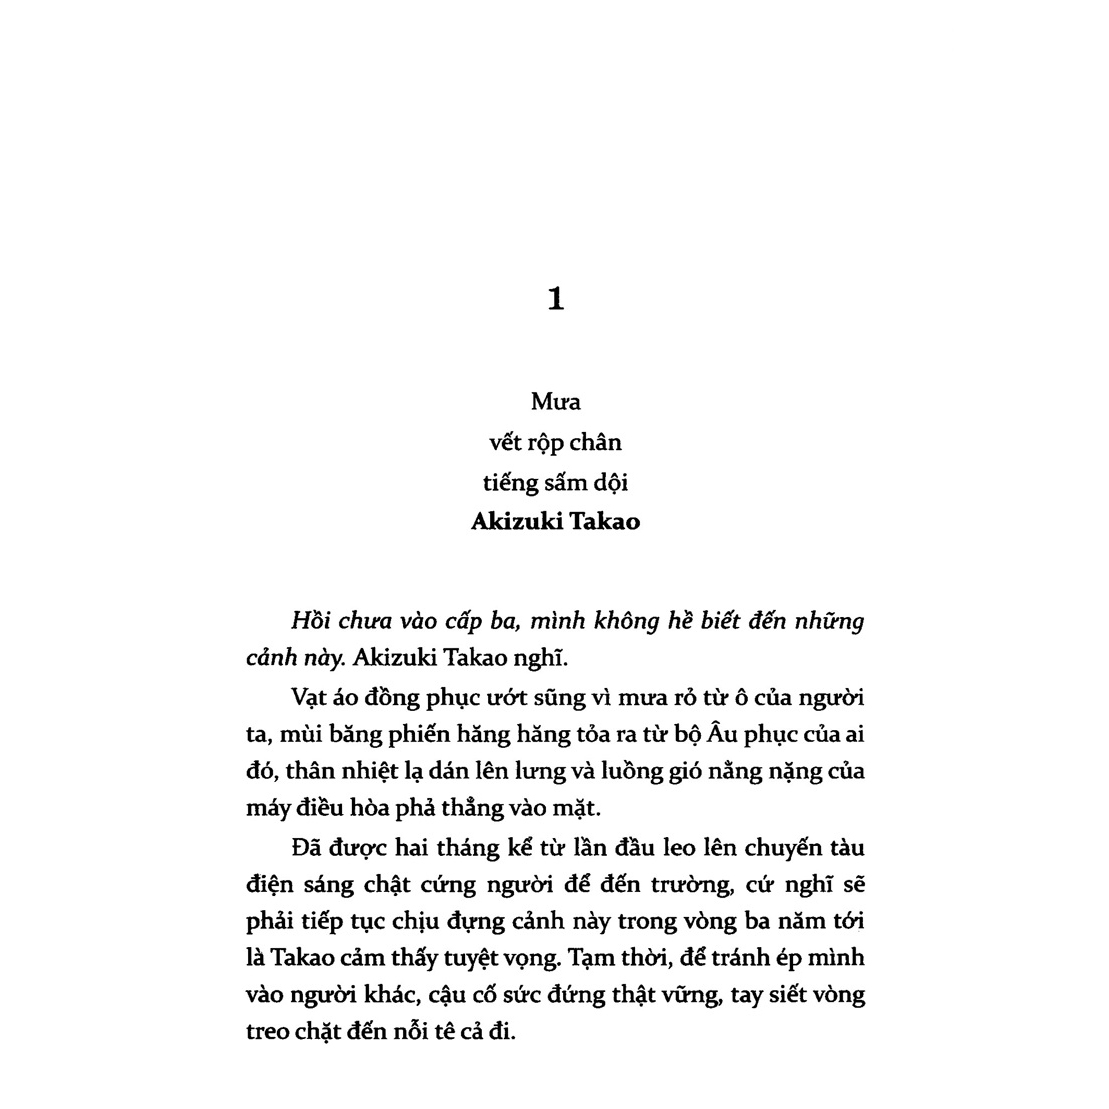 1
Mưa
vết rộp chân
tiếng sấm dội
Akizuki Takao
Hồi chưa vào cấp ba, mình không hề biết đến những
cảnh này. Akizuki Takao nghĩ.
Vạt áo đồng phục ướt sũng vì mưa rỏ từ ô của người
ta, mùi băng phiến hăng hăng tỏa ra từ bộ Âu phục của ai
đó, thân nhiệt lạ dán lên lưng và luồng gió nằng nặng của
máy điều hòa phả thẳng vào mặt.
Đã được hai tháng kể từ lần đầu leo lên chuyến tàu
điện sáng chật cứng người để đến trường, cứ nghĩ sẽ
phải tiếp tục chịu đựng cảnh này trong vòng ba năm tới
là Takao cảm thấy tuyệt vọng. Tạm thời, để tránh ép mình
vào người khác, cậu cố sức đứng thật vững, tay siết vòng
treo chặt đến nỗi tê cả đi.